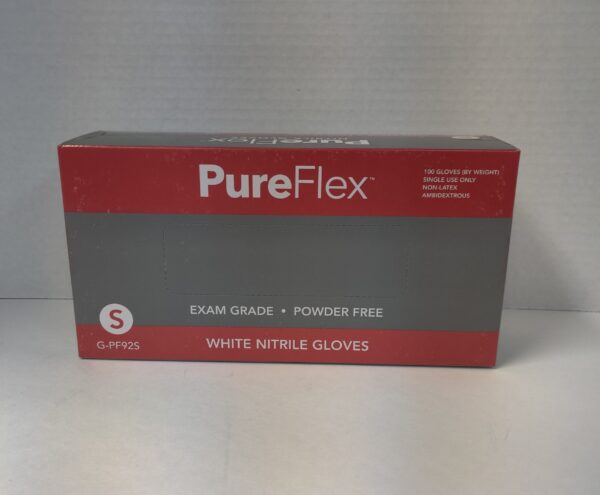 PureFlex
PureFlex™
100 GLOVES (BY WEIGHT)
SINGLE USE ONLY
NON-LATEX
AMBIDEXTROUS
EXAM GRADE • POWDER FREE
S
G-PF92S
WHITE NITRILE GLOVES